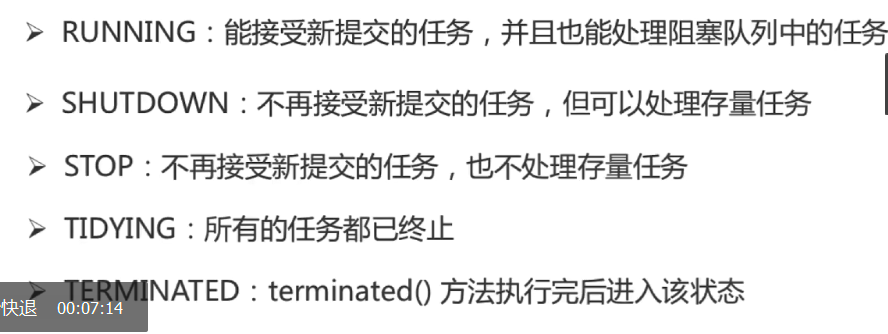 ➢ RUNNING：能接受新提交的任务，并且也能处理阻塞队列中的任务
➢ SHUTDOWN：不再接受新提交的任务，但可以处理存量任务
➢ STOP：不再接受新提交的任务，也不处理存量任务
➢ TIDYING：所有的任务都已终止
➢ TERMINATED：terminated() 方法执行完后进入该状态
快退 00:07:14